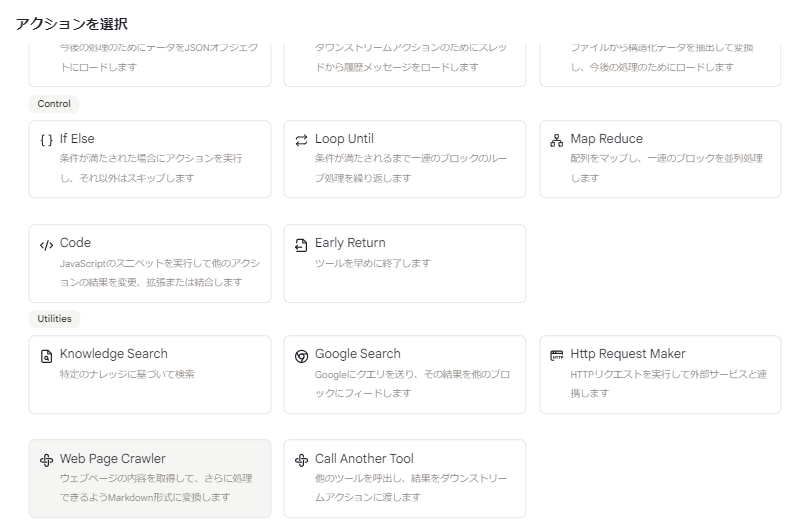 アクションを選択
今後の処理のためにデータをJSONオブジェク
トにロードします
ダウンストリームアクションのためにスレッ
ドから履歴メッセージをロードします
ファイルから構造化データを抽出して変換
し、今後の処理のためにロードします
Control
If Else
条件が満たされた場合にアクションを実行
し、それ以外はスキップします
Loop Until
条件が満たされるまで一連のブロックのルー
プ処理を繰り返します
Map Reduce
配列をマップし、一連のブロックを並列処理
します
Code
JavaScriptのスニペットを実行して他のアクシ
ョンの結果を変更、拡張または結合します
Early Return
ツールを早めに終了します
Utilities
Knowledge Search
特定のナレッジに基づいて検索
Google Search
Googleにクエリを送り、その結果を他のブロ
ックにフィードします
Http Request Maker
HTTPリクエストを実行して外部サービスと連
携します
Web Page Crawler
ウェブページの内容を取得して、さらに処理
できるようMarkdown形式に変換します
Call Another Tool
他のツールを呼出し、結果をダウンストリー
ムアクションに渡します